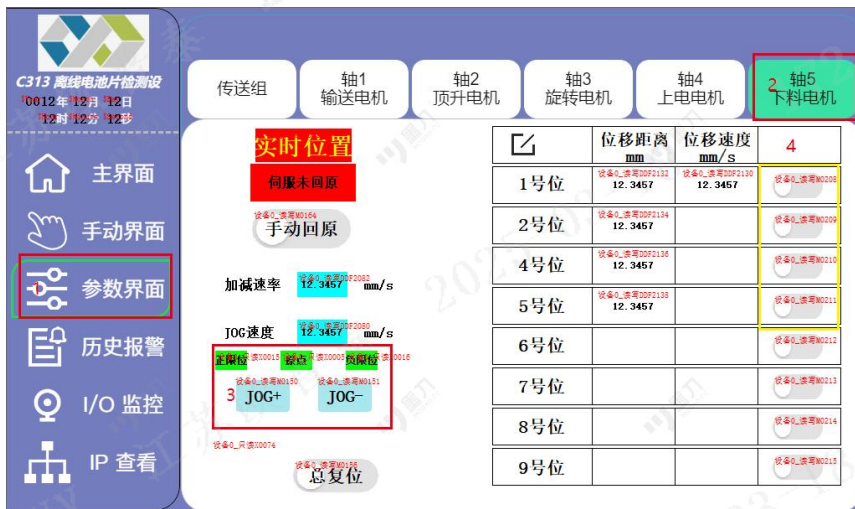 C313 离线电池片检测设
0012年 12月 12日
12时 12分 12秒
主界面
手动界面
1
参数界面
历史报警
I/O 监控
IP 查看
传送组
轴1
输送电机
轴2
顶升电机
轴3
旋转电机
轴4
上电电机
2 轴5
下料电机
实时位置
伺服未回原
设备0_读写M0164
手动回原
加减速率 12.3457 mm/s
设备0_读写DDF2082
JOG速度 12.3457 mm/s
设备0_读写DDF2080
正限位 原点 负限位
设备0_读写M0150 设备0_读写M0151
3 JOG+ JOG-
设备0_只读X0074
设备0_读写M0156
总复位
位移距离 位移速度 4
mm mm/s
设备0_读写DDF2132 设备0_读写DDF2130 设备0_读写M0208
1号位 12.3457 12.3457
设备0_读写DDF2134 设备0_读写M0209
2号位 12.3457
设备0_读写DDF2136 设备0_读写M0210
4号位 12.3457
设备0_读写DDF2138 设备0_读写M0211
5号位 12.3457
6号位 设备0_读写M0212
7号位 设备0_读写M0213
8号位 设备0_读写M0214
9号位 设备0_读写M0215